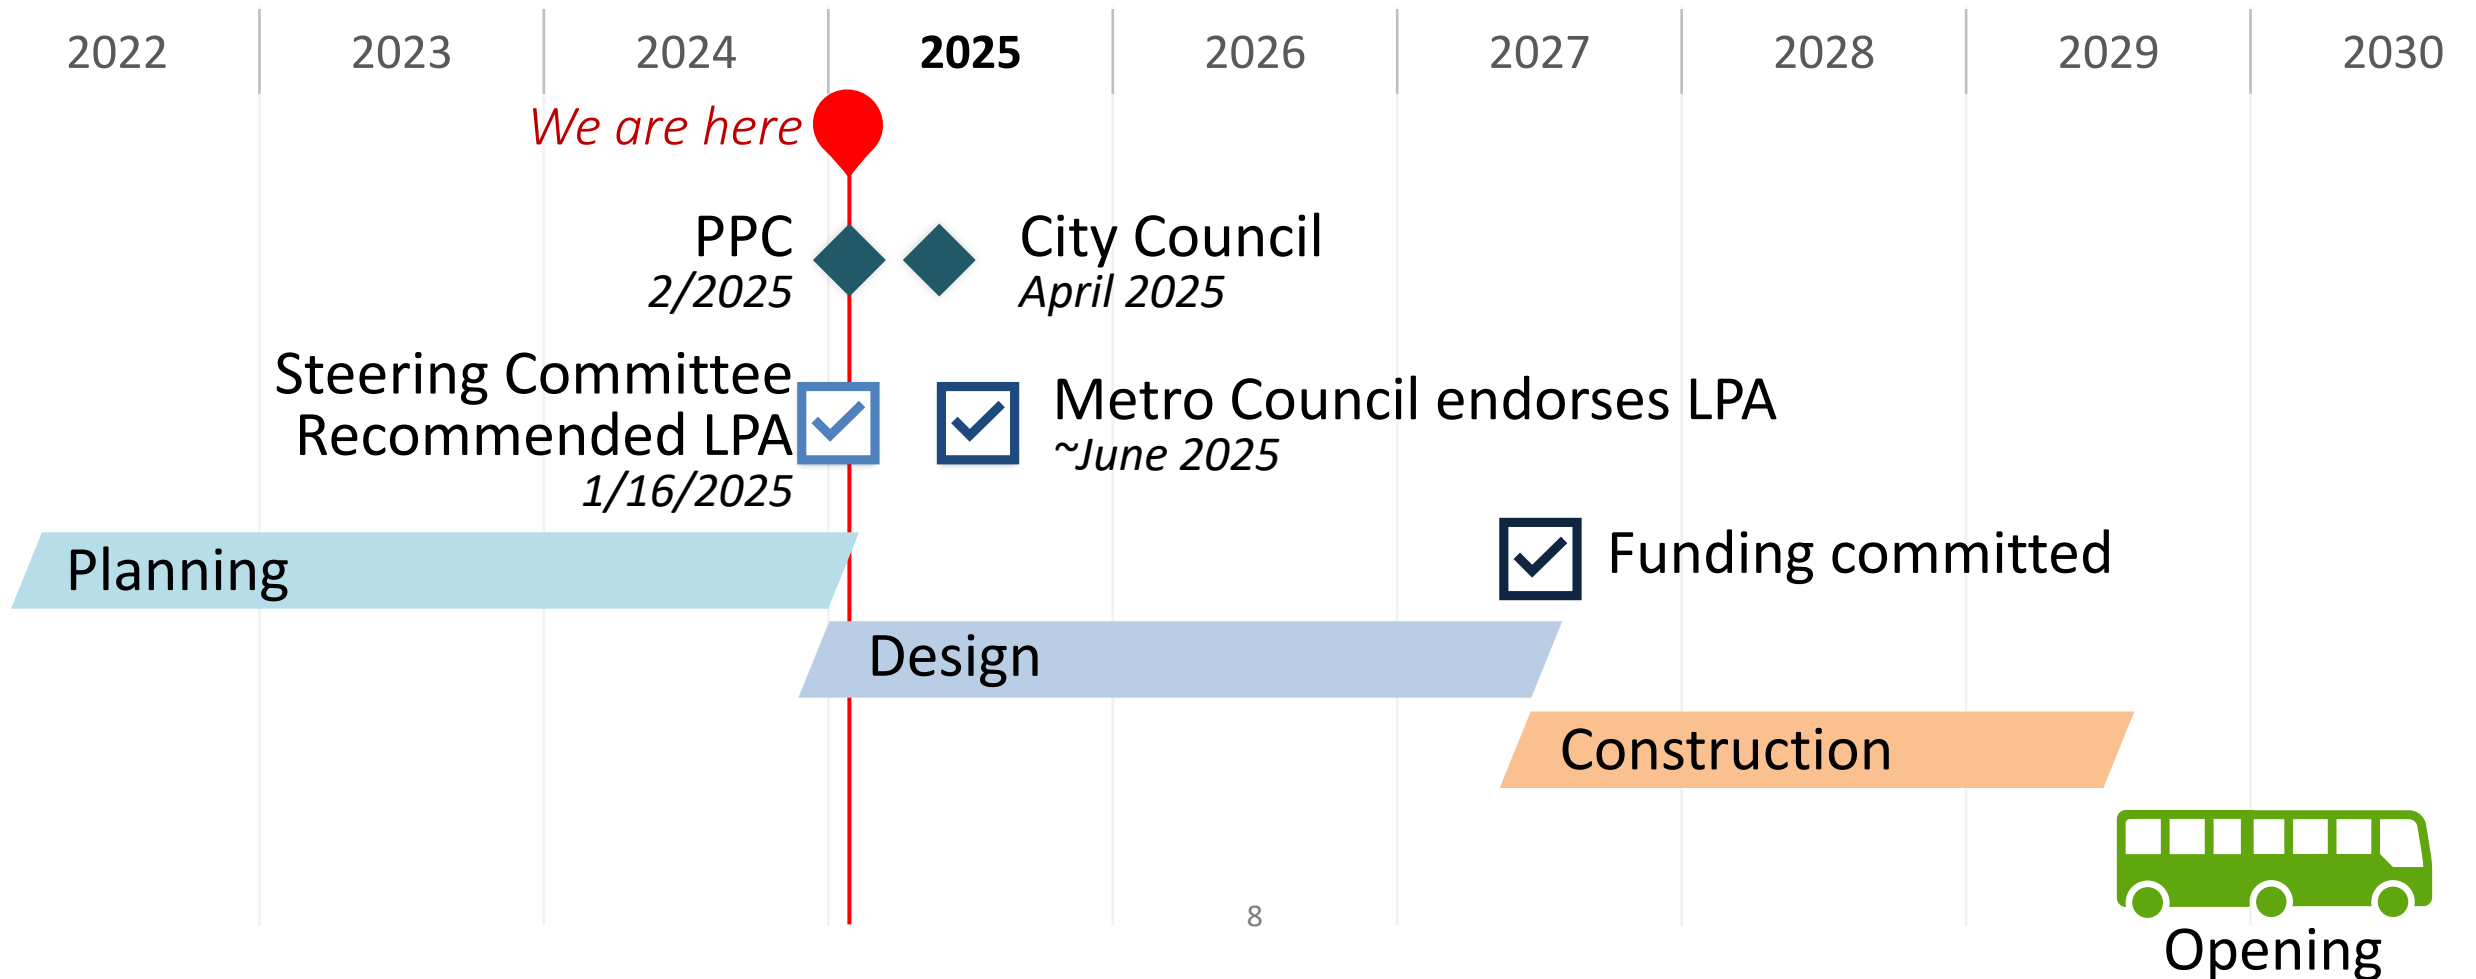 2022 2023 2024 2025 2026 2027 2028 2029 2030
We are here
PPC
2/2025
City Council
April 2025
Steering Committee
Recommended LPA
1/16/2025
Metro Council endorses LPA
~June 2025
Funding committed
Planning
Design
Construction
Opening
8